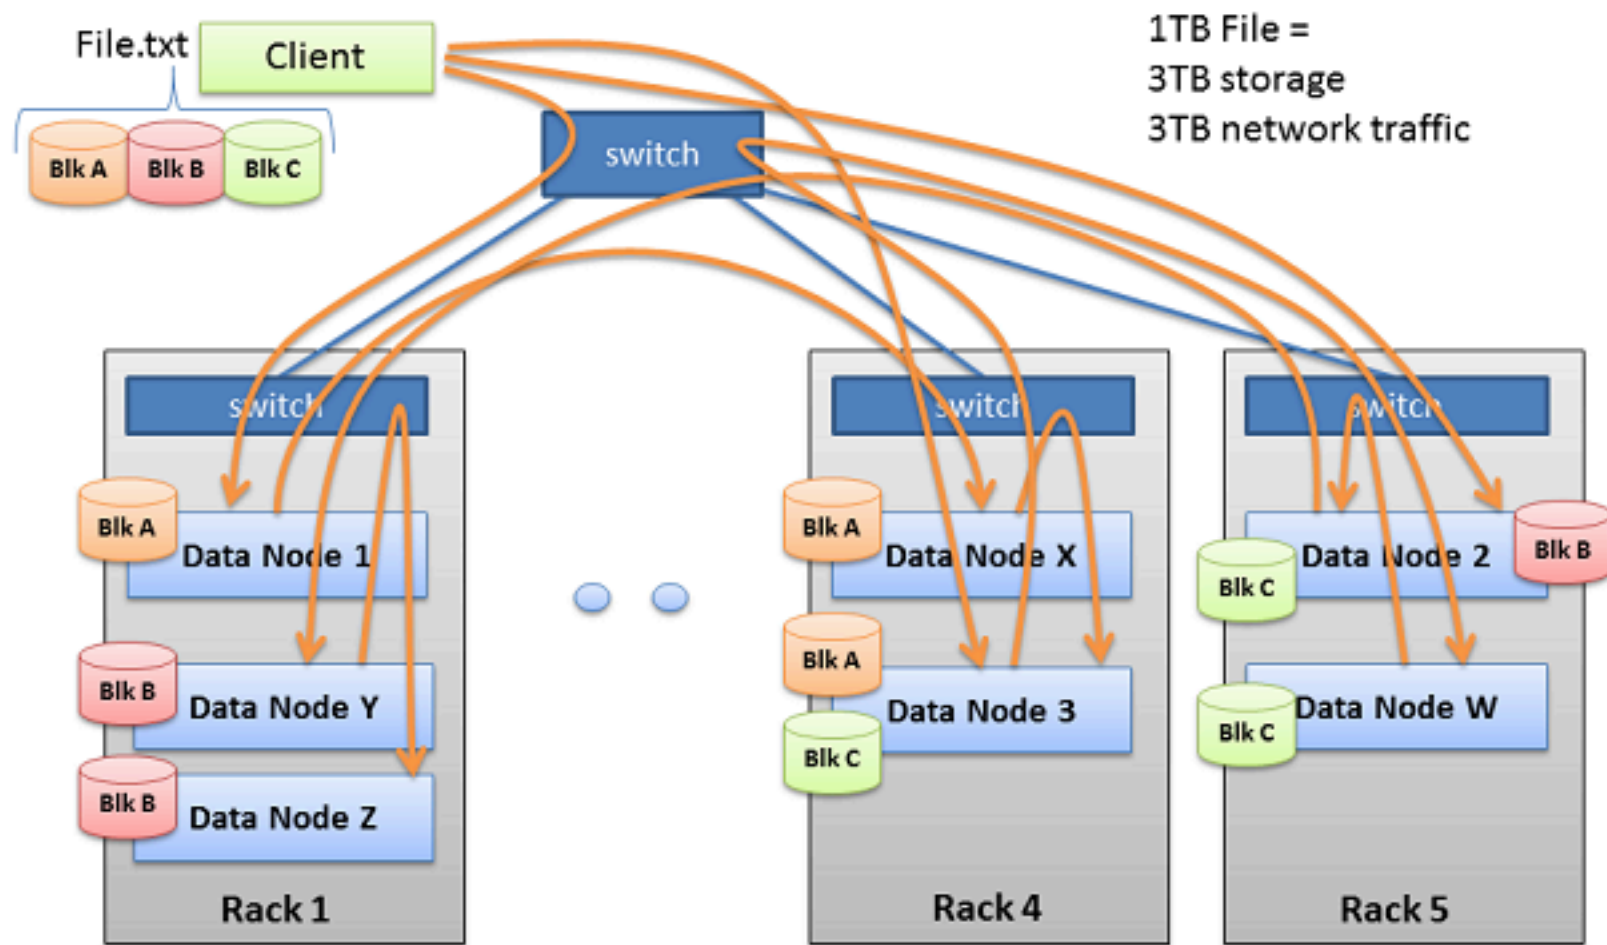 File.txt
Client
Blk A
Blk B
Blk C
1TB File =
3TB storage
3TB network traffic
switch
switch
Blk A
Data Node 1
Blk B
Data Node Y
Blk B
Data Node Z
Rack 1
switch
Blk A
Data Node X
Blk A
Data Node 3
Blk C
Rack 4
switch
Blk B
Data Node 2
Blk C
Data Node W
Blk C
Rack 5